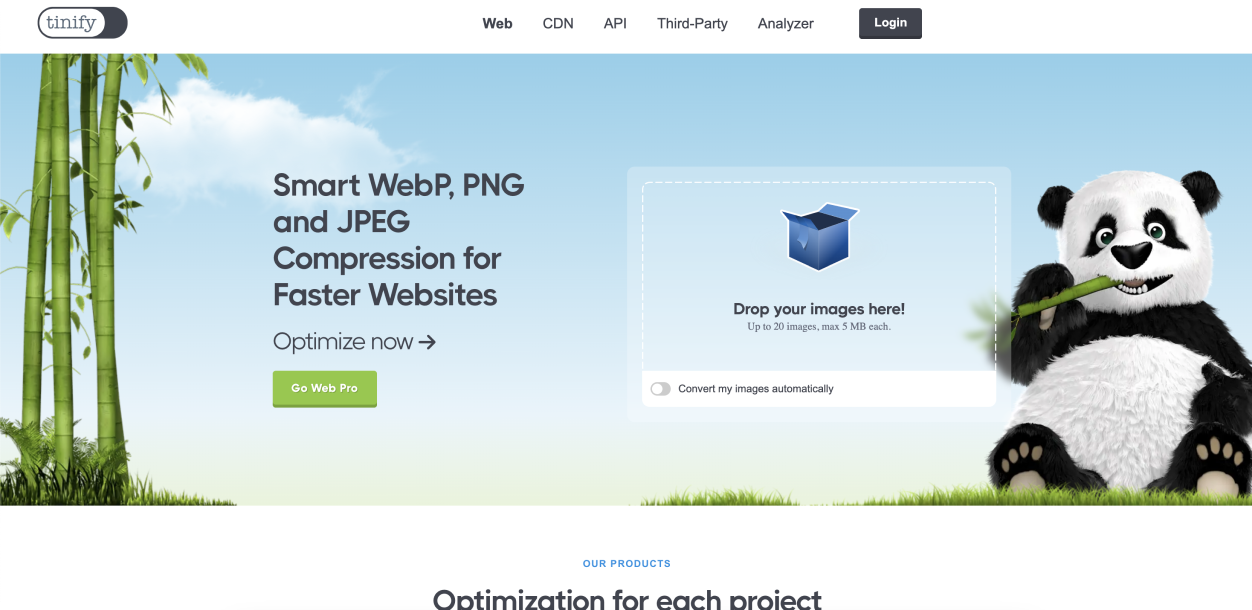 tinify
Web CDN API Third-Party Analyzer Login
Smart WebP, PNG
and JPEG
Compression for
Faster Websites
Optimize now →
Go Web Pro
Drop your images here!
Up to 20 images, max 5 MB each.
Convert my images automatically
OUR PRODUCTS
Optimization for each project